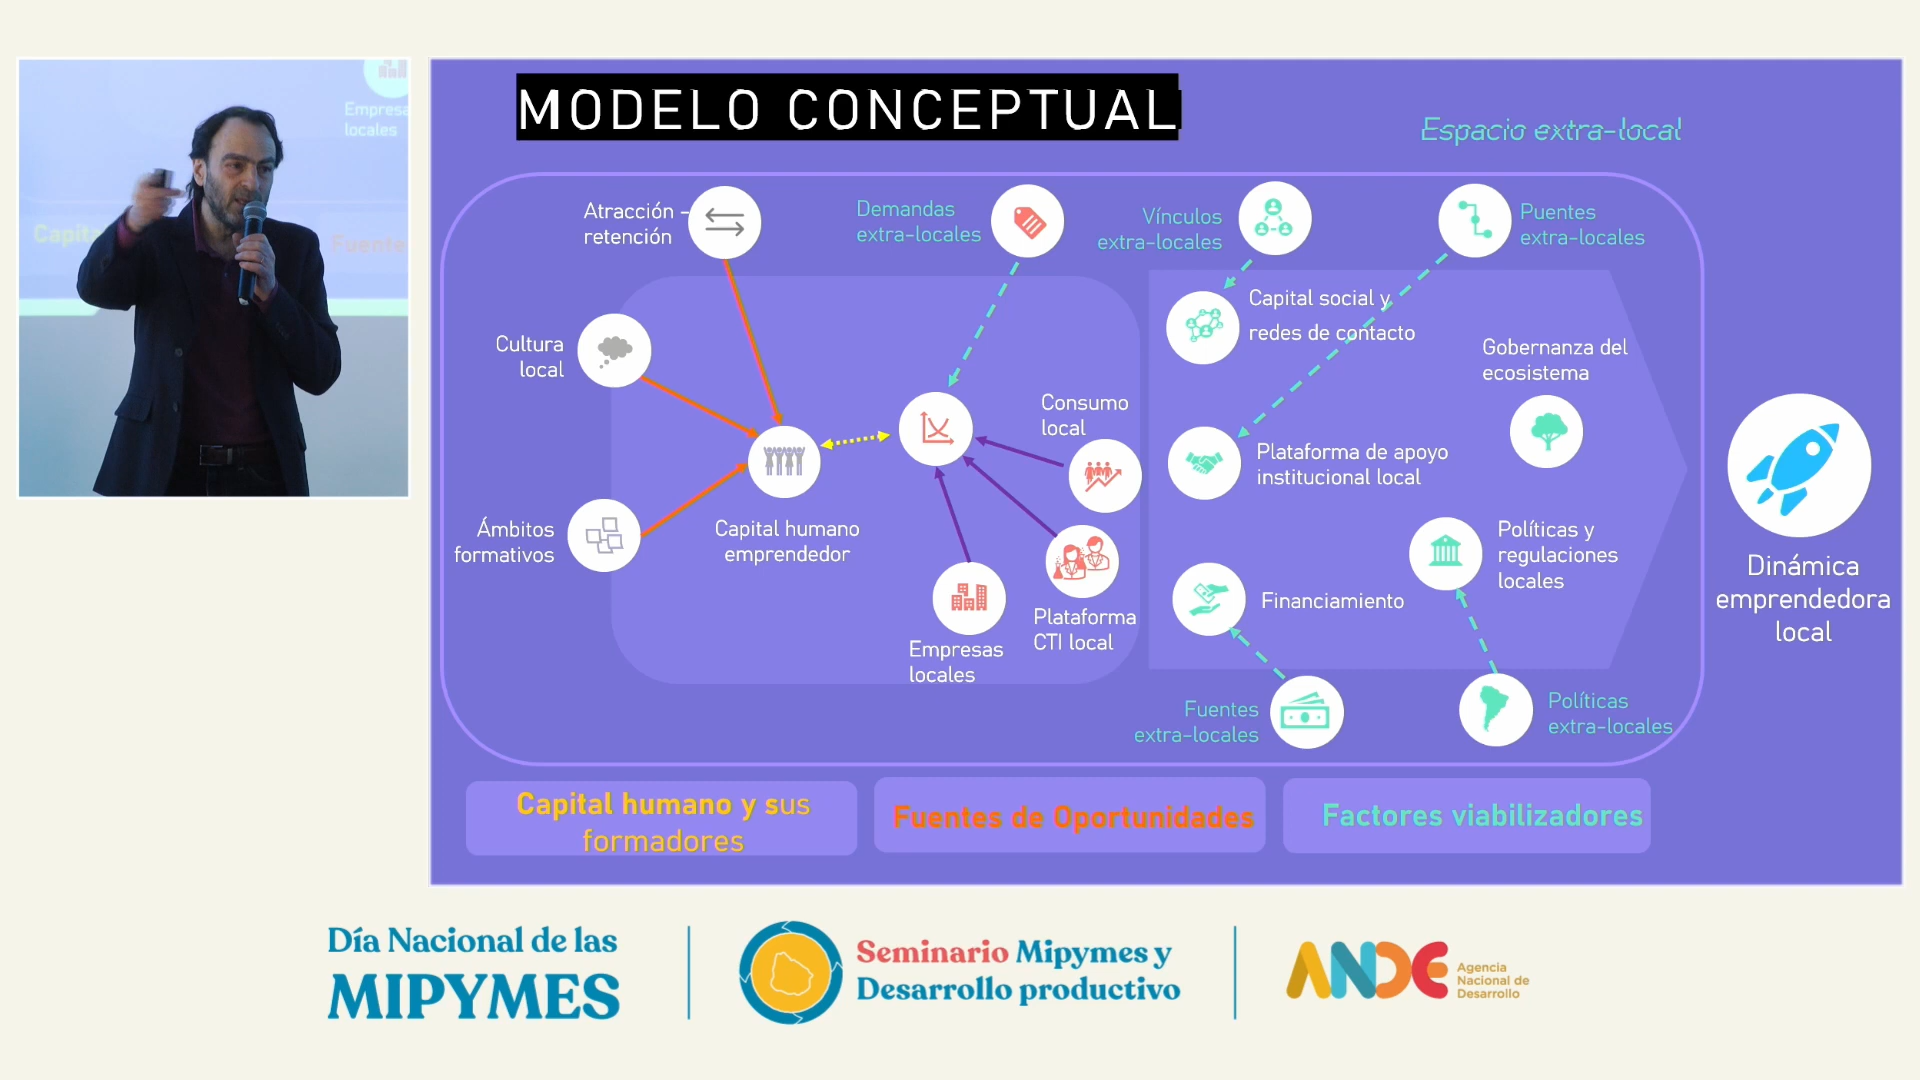 Empresa
locales
Capita
Fuente
MODELO CONCEPTUAL
Espacio extra-local
Atracción -
retención
Demandas
extra-locales
Vínculos
extra-locales
Puentes
extra-locales
Capital social y
redes de contacto
Cultura
local
Gobernanza del
ecosistema
Consumo
local
Plataforma de apoyo
institucional local
Ámbitos
formativos
Capital humano
emprendedor
Políticas y
regulaciones
locales
Dinámica
emprendedora
local
Financiamiento
Plataforma
CTI local
Empresas
locales
Fuentes
extra-locales
Políticas
extra-locales
Capital humano y sus
formadores
Fuentes de Oportunidades
Factores viabilizadores
Día Nacional de las
MIPYMES
Seminario Mipymes y
Desarrollo productivo
ANDE
Agencia
Nacional de
Desarrollo